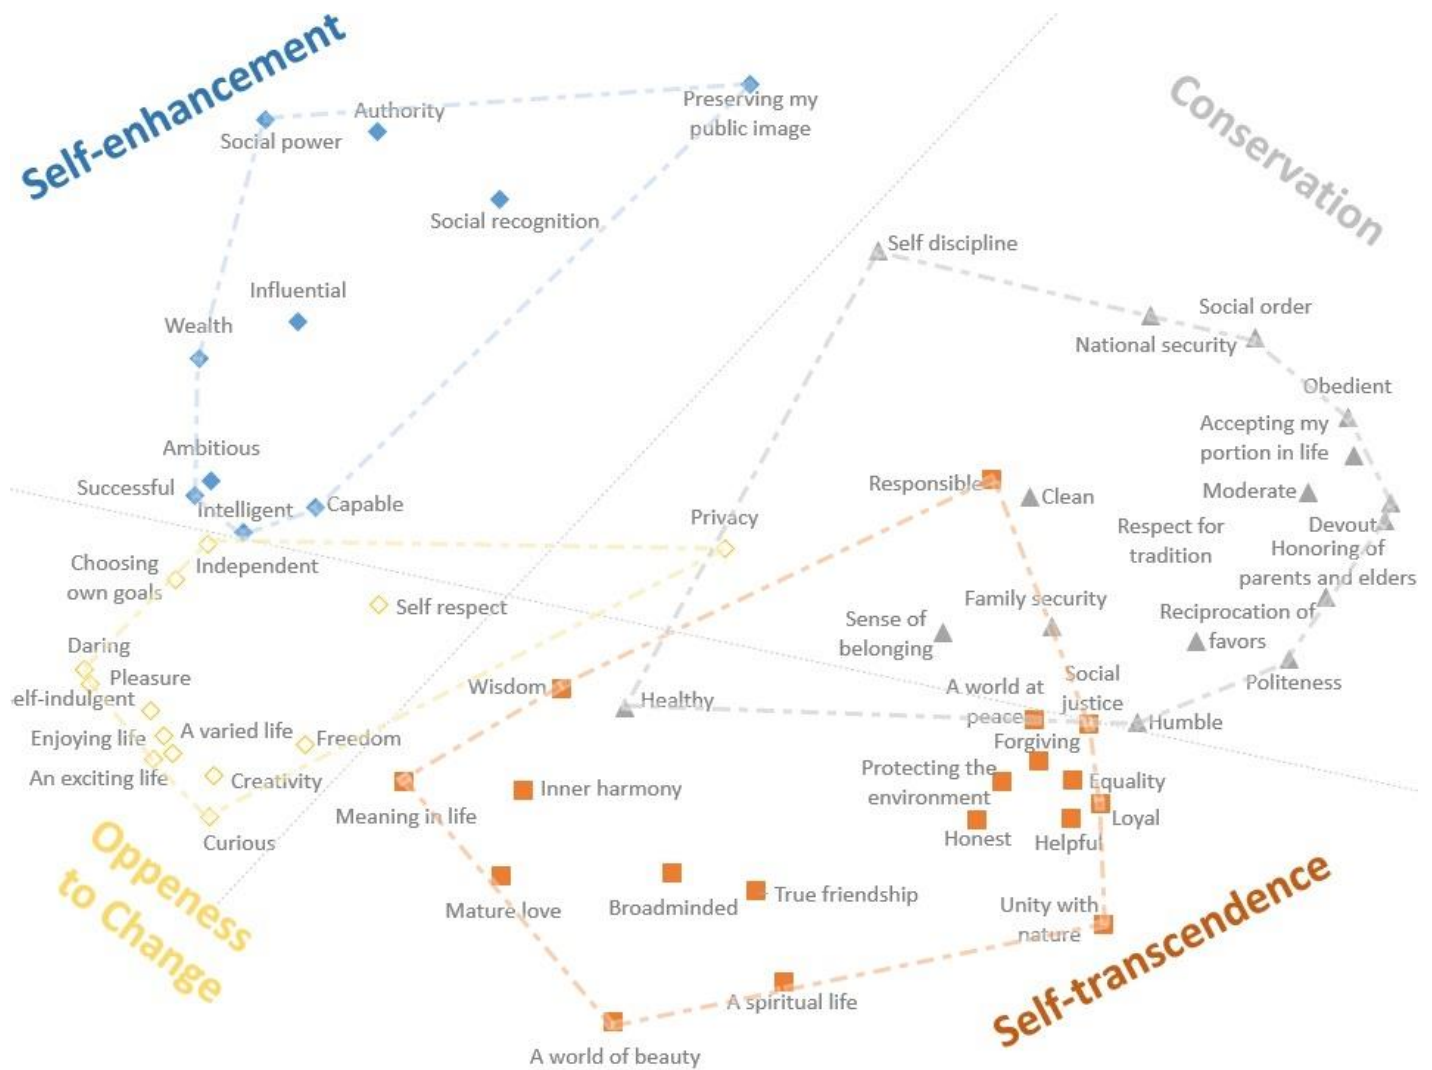 Self-enhancement
Conservation
Authority
Social power
Preserving my
public image
Social recognition
Self discipline
Influential
Wealth
Social order
National security
Obedient
Accepting my
portion in life
Ambitious
Successful
Intelligent
Capable
Responsible
Clean
Moderate
Privacy
Respect for
tradition
Devout
Honoring of
parents and elders
Choosing
own goals
Independent
Self respect
Family security
Sense of
belonging
Reciprocation of
favors
Daring
Pleasure
elf-indulgent
Wisdom
Healthy
A world at
peace
Social
justice
Politeness
Humble
Enjoying life
A varied life
Freedom
Forgiving
An exciting life
Creativity
Inner harmony
Protecting the
environment
Equality
Meaning in life
Loyal
Curious
Honest
Helpful
Oppeness
to Change
Mature love
Broadminded
True friendship
Unity with
nature
Self-transcendence
A spiritual life
A world of beauty